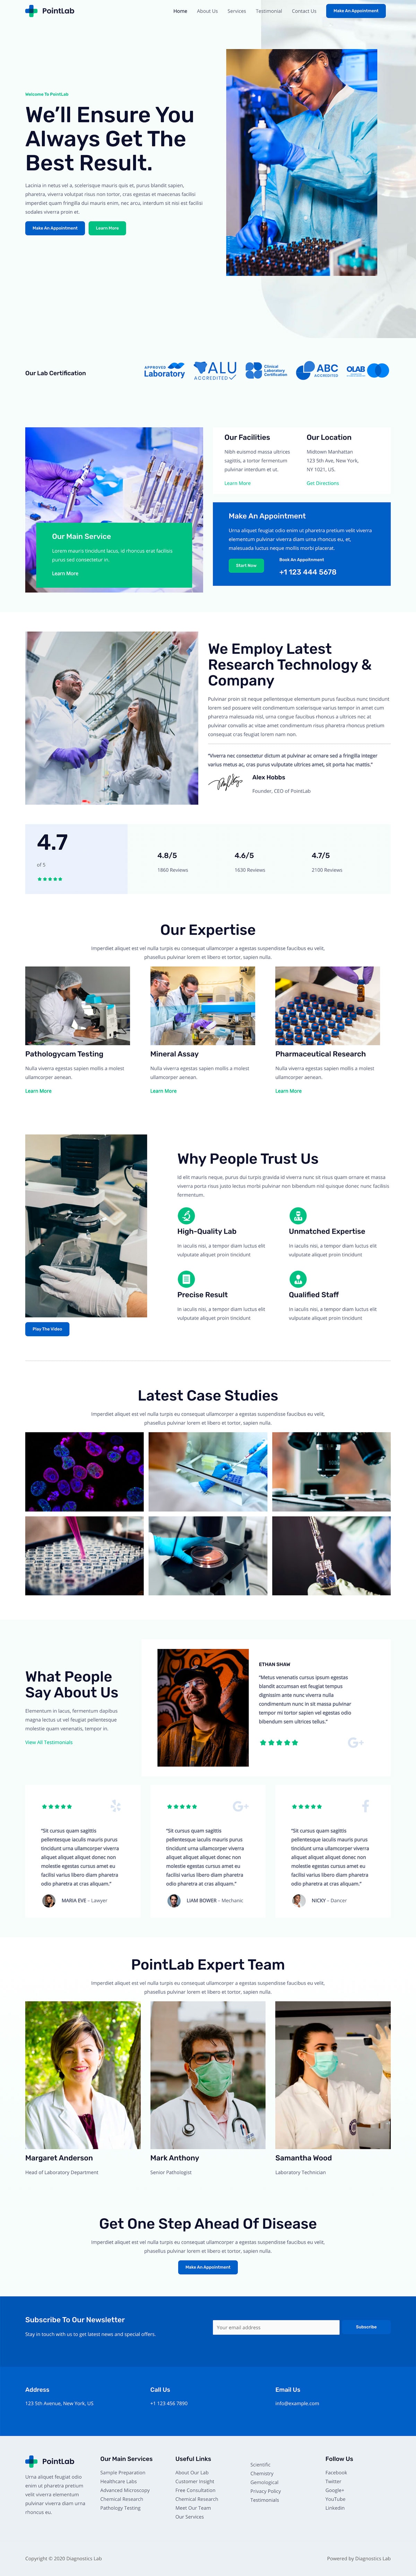 PointLab
Home
About Us
Services
Testimonial
Contact Us
Make An Appointment
Welcome To PointLab
We'll Ensure You
Always Get The
Best Result.
Lacinia in netus vel a, scelerisque mauris quis et, purus blandit sapien,
pharetra, viverra volutpat risus non tortor, cras egestas et maecenas facilisi
imperdiet quam fringilla dui mauris enim, nec arcu, interdum sit nisi est facilisi
sodales viverra proin et.
Make An Appointment
Learn More
Our Lab Certification
APPROVED
Laboratory
ALU
ACCREDITED
Clinical
Laboratory
Certification
ABC
ACCREDITED
OLAB
Our Main Service
Lorem mauris tincidunt lacus, id rhoncus erat facilisis
purus sed consectetur in.
Learn More
Our Facilities
Nibh euismod massa ultrices
sagittis, a tortor fermentum
pulvinar interdum et ut.
Learn More
Our Location
Midtown Manhattan
123 5th Ave, New York,
NY 1021, US.
Get Directions
Make An Appointment
Urna aliquet feugiat odio enim ut pharetra pretium velit viverra
elementum, pulvinar viverra diam urna rhoncus eu, et,
malesuada luctus neque mollis morbi placerat.
Start Now
Book An Appoitnment
+1 123 444 5678
We Employ Latest
Research Technology &
Company
Pulvinar proin sit neque pellentesque elementum purus faucibus nunc tincidunt
lorem sed posuere velit condimentum scelerisque varius tempor in amet cum
pharetra malesuada nisl, urna congue faucibus rhoncus a ultrices nec at
pulvinar convallis ac vitae amet condimentum risus pharetra rhoncus pretium
consequat cras feugiat lorem nam non.
"Viverra nec consectetur dictum at pulvinar ac ornare sed a fringilla integer
varius metus ac, cras purus vulputate ultrices amet, sit porta hac mattis."
Alex Hobbs
Founder, CEO of PointLab
4.7
of 5
4.8/5
1860 Reviews
4.6/5
1630 Reviews
4.7/5
2100 Reviews
Our Expertise
Imperdiet aliquet est vel nulla turpis eu consequat ullamcorper a egestas suspendisse faucibus eu velit,
phasellus pulvinar lorem et libero et tortor, sapien nulla.
Pathologycam Testing
Nulla viverra egestas sapien mollis a molest
ullamcorper aenean.
Learn More
Mineral Assay
Nulla viverra egestas sapien mollis a molest
ullamcorper aenean.
Learn More
Pharmaceutical Research
Nulla viverra egestas sapien mollis a molest
ullamcorper aenean.
Learn More
Play The Video
Why People Trust Us
Id elit mauris neque, purus dui turpis gravida id viverra nunc vel sit risus quam ornare et massa
viverra porta risus justo lectus morbi pulvinar non bibendum nisl quisque donec nunc facilisis
fermentum.
High-Quality Lab
In iaculis nisi, a tempor diam luctus elit
vulputate aliquet proin tincidunt
Unmatched Expertise
In iaculis nisi, a tempor diam luctus elit
vulputate aliquet proin tincidunt
Precise Result
In iaculis nisi, a tempor diam luctus elit
vulputate aliquet proin tincidunt
Qualified Staff
In iaculis nisi, a tempor diam luctus elit
vulputate aliquet proin tincidunt
Latest Case Studies
Imperdiet aliquet est vel nulla turpis eu consequat ullamcorper a egestas suspendisse faucibus eu velit,
phasellus pulvinar lorem et libero et tortor, sapien nulla.
What People
Say About Us
Elementum in lacus, fermentum dapibus
magna lectus ut vel feugiat pellentesque
molestie quam venenatis, tempor in.
View All Testimonials
ETHAN SHAW
"Metus venenatis cursus ipsum egestas
blandit accumsan est feugiat tempus
dignissim ante nunc viverra nulla
condimentum nunc in sit massa pulvinar
tempor mi tortor sapien vel egestas odio
bibendum sem ultrices tellus."
"Sit cursus quam sagittis
pellentesque iaculis mauris purus
tincidunt urna ullamcorper viverra
aliquet aliquet aliquet donec non
molestie egestas cursus amet eu
facilisi varius libero diam pharetra
odio pharetra at cras aliquam."
MARIA EVE – Lawyer
"Sit cursus quam sagittis
pellentesque iaculis mauris purus
tincidunt urna ullamcorper viverra
aliquet aliquet aliquet donec non
molestie egestas cursus amet eu
facilisi varius libero diam pharetra
odio pharetra at cras aliquam."
LIAM BOWER – Mechanic
"Sit cursus quam sagittis
pellentesque iaculis mauris purus
tincidunt urna ullamcorper viverra
aliquet aliquet aliquet donec non
molestie egestas cursus amet eu
facilisi varius libero diam pharetra
odio pharetra at cras aliquam."
NICKY – Dancer
PointLab Expert Team
Imperdiet aliquet est vel nulla turpis eu consequat ullamcorper a egestas suspendisse faucibus eu velit,
phasellus pulvinar lorem et libero et tortor, sapien nulla.
Margaret Anderson
Head of Laboratory Department
Mark Anthony
Senior Pathologist
Samantha Wood
Laboratory Technician
Get One Step Ahead Of Disease
Imperdiet aliquet est vel nulla turpis eu consequat ullamcorper a egestas suspendisse faucibus eu velit,
phasellus pulvinar lorem et libero et tortor, sapien nulla.
Make An Appointment
Subscribe To Our Newsletter
Stay in touch with us to get latest news and special offers.
Your email address
Subscribe
Address
123 5th Avenue, New York, US
Call Us
+1 123 456 7890
Email Us
info@example.com
PointLab
Urna aliquet feugiat odio
enim ut pharetra pretium
velit viverra elementum
pulvinar viverra diam urna
rhoncus eu.
Our Main Services
Sample Preparation
Healthcare Labs
Advanced Microscopy
Chemical Research
Pathology Testing
Useful Links
About Our Lab
Customer Insight
Free Consultation
Chemical Research
Meet Our Team
Our Services
Scientific
Chemistry
Gemological
Privacy Policy
Testimonials
Follow Us
Facebook
Twitter
Google+
YouTube
Linkedin
Copyright © 2020 Diagnostics Lab
Powered by Diagnostics Lab